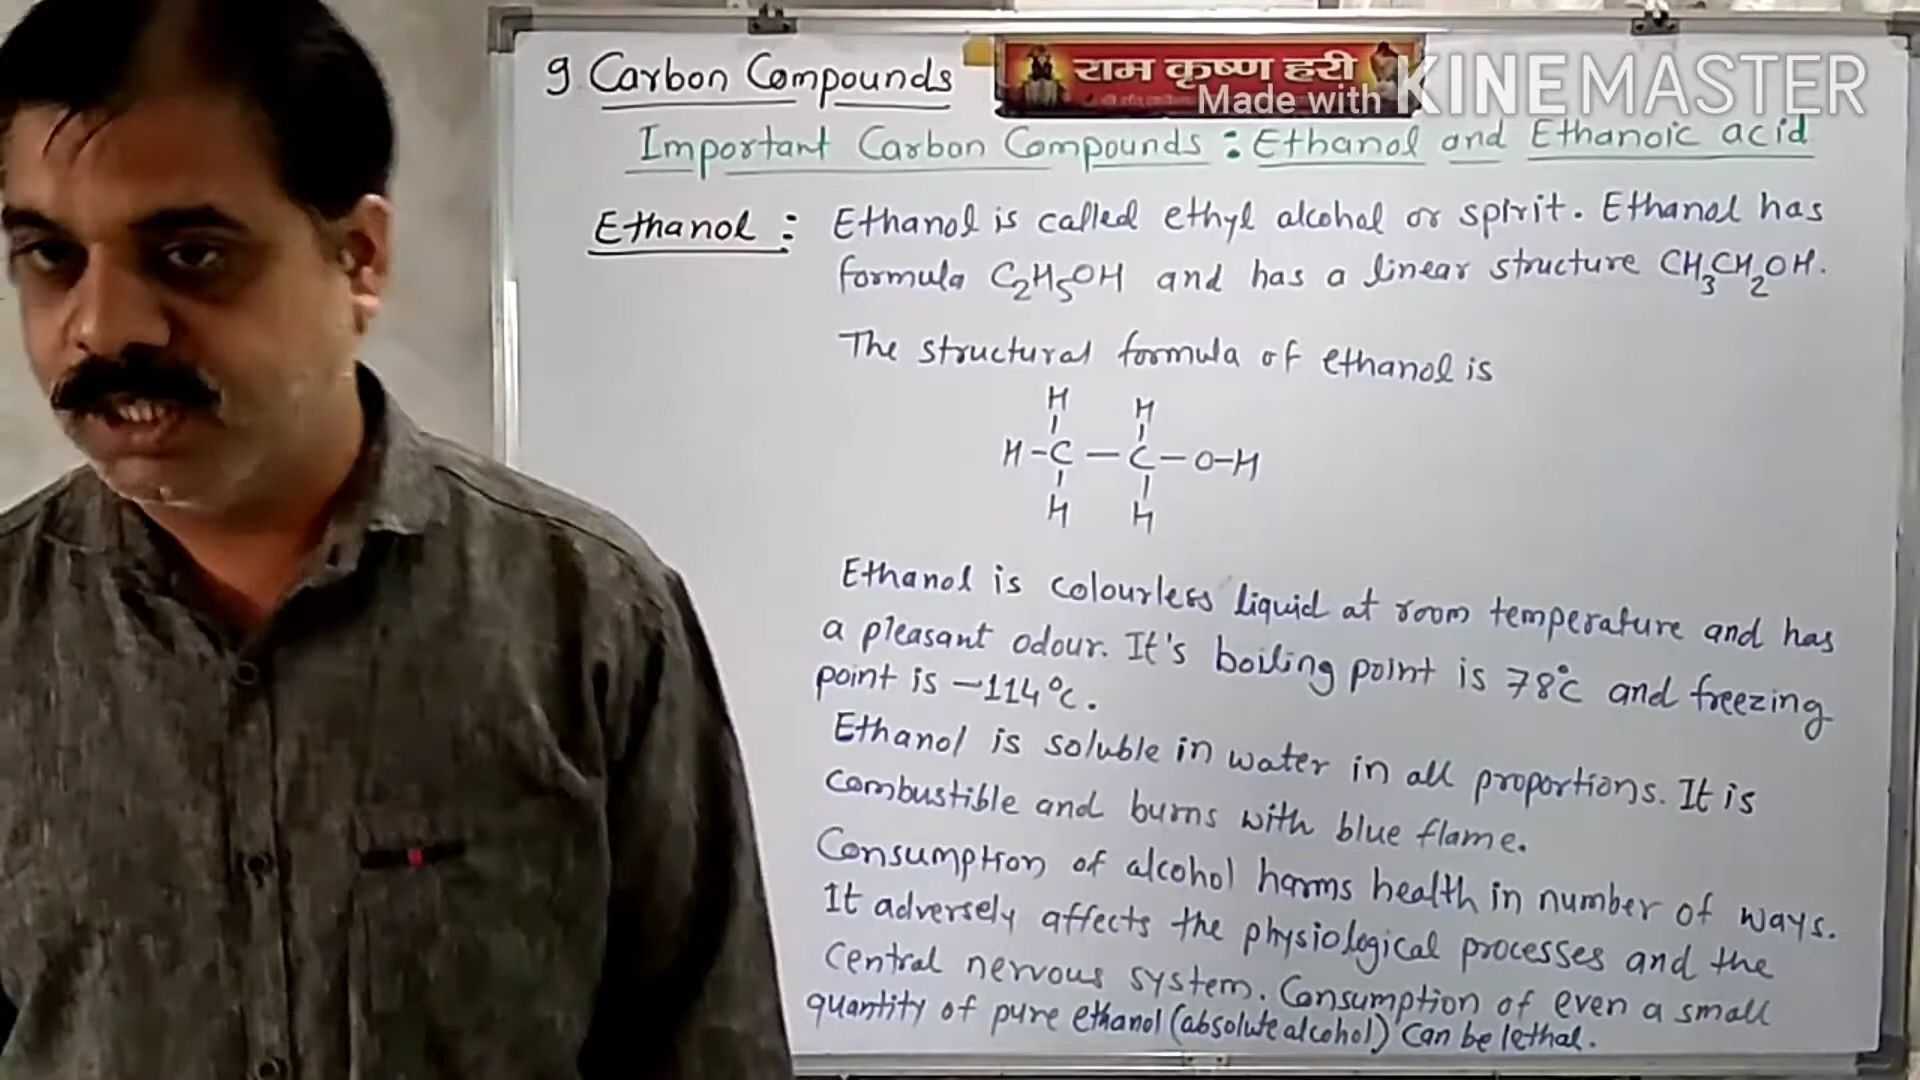 9 Carbon Compounds
राम कृष्ण हरी
Made with KINEMASTER
Important Carbon Compounds : Ethanol and Ethanoic acid
Ethanol : Ethanol is called ethyl alcohol or spirit. Ethanol has
formula C₂H₅OH and has a linear structure CH₃CH₂OH.
The structural formula of ethanol is
H H
H-C-C-O-H
H H
Ethanol is colourless liquid at room temperature and has
a pleasant odour. It's boiling point is 78°C and freezing
point is -114°C.
Ethanol is soluble in water in all proportions. It is
combustible and burns with blue flame.
Consumption of alcohol harms health in number of ways.
It adversely affects the physiological processes and the
central nervous system. Consumption of even a small
quantity of pure ethanol (absolute alcohol) can be lethal.